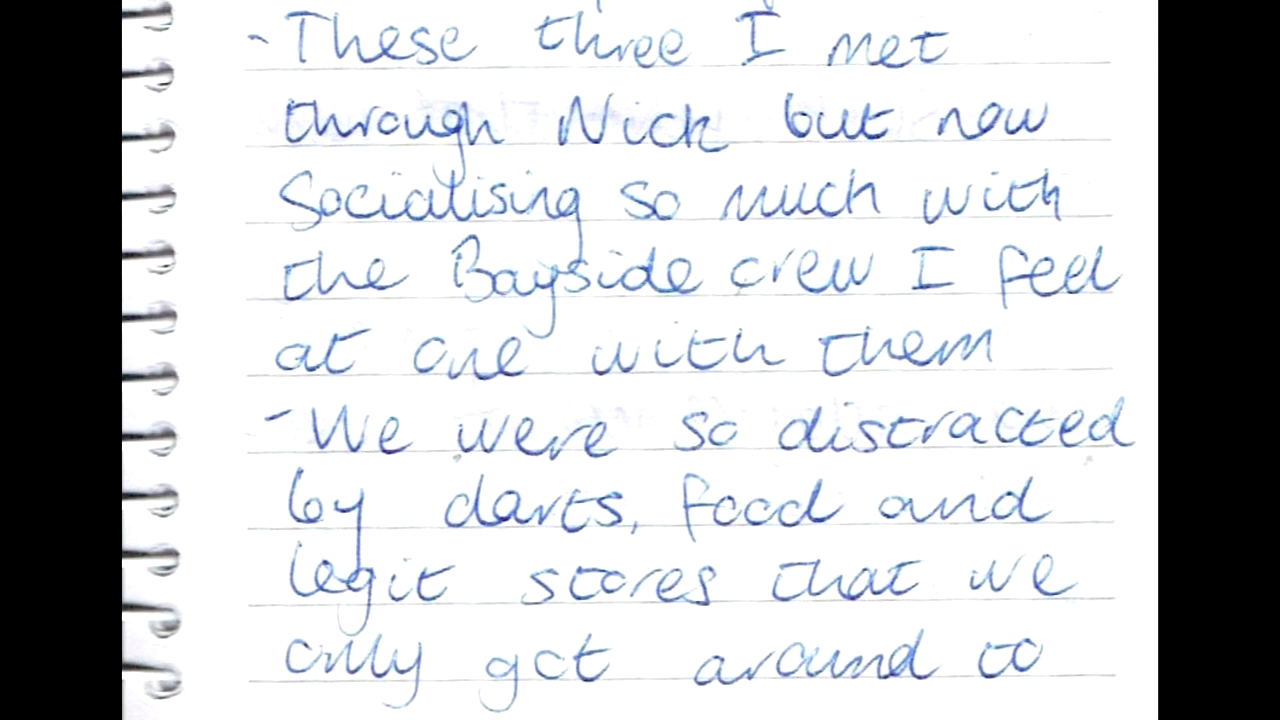 - These three I met
through Nick but now
Socialising so much with
the Bayside crew I feel
at one with them
- We were so distracted
by darts, food and
legit stores that we
only got around to